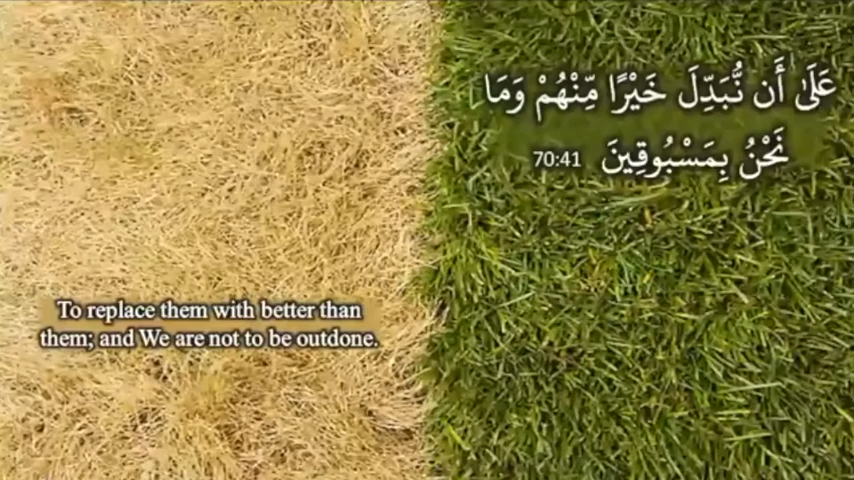 عَلَىٰ أَن نُّبَدِّلَ خَيْرًا مِّنْهُمْ وَمَا
نَحْنُ بِمَسْبُوقِينَ 70:41
To replace them with better than
them; and We are not to be outdone.